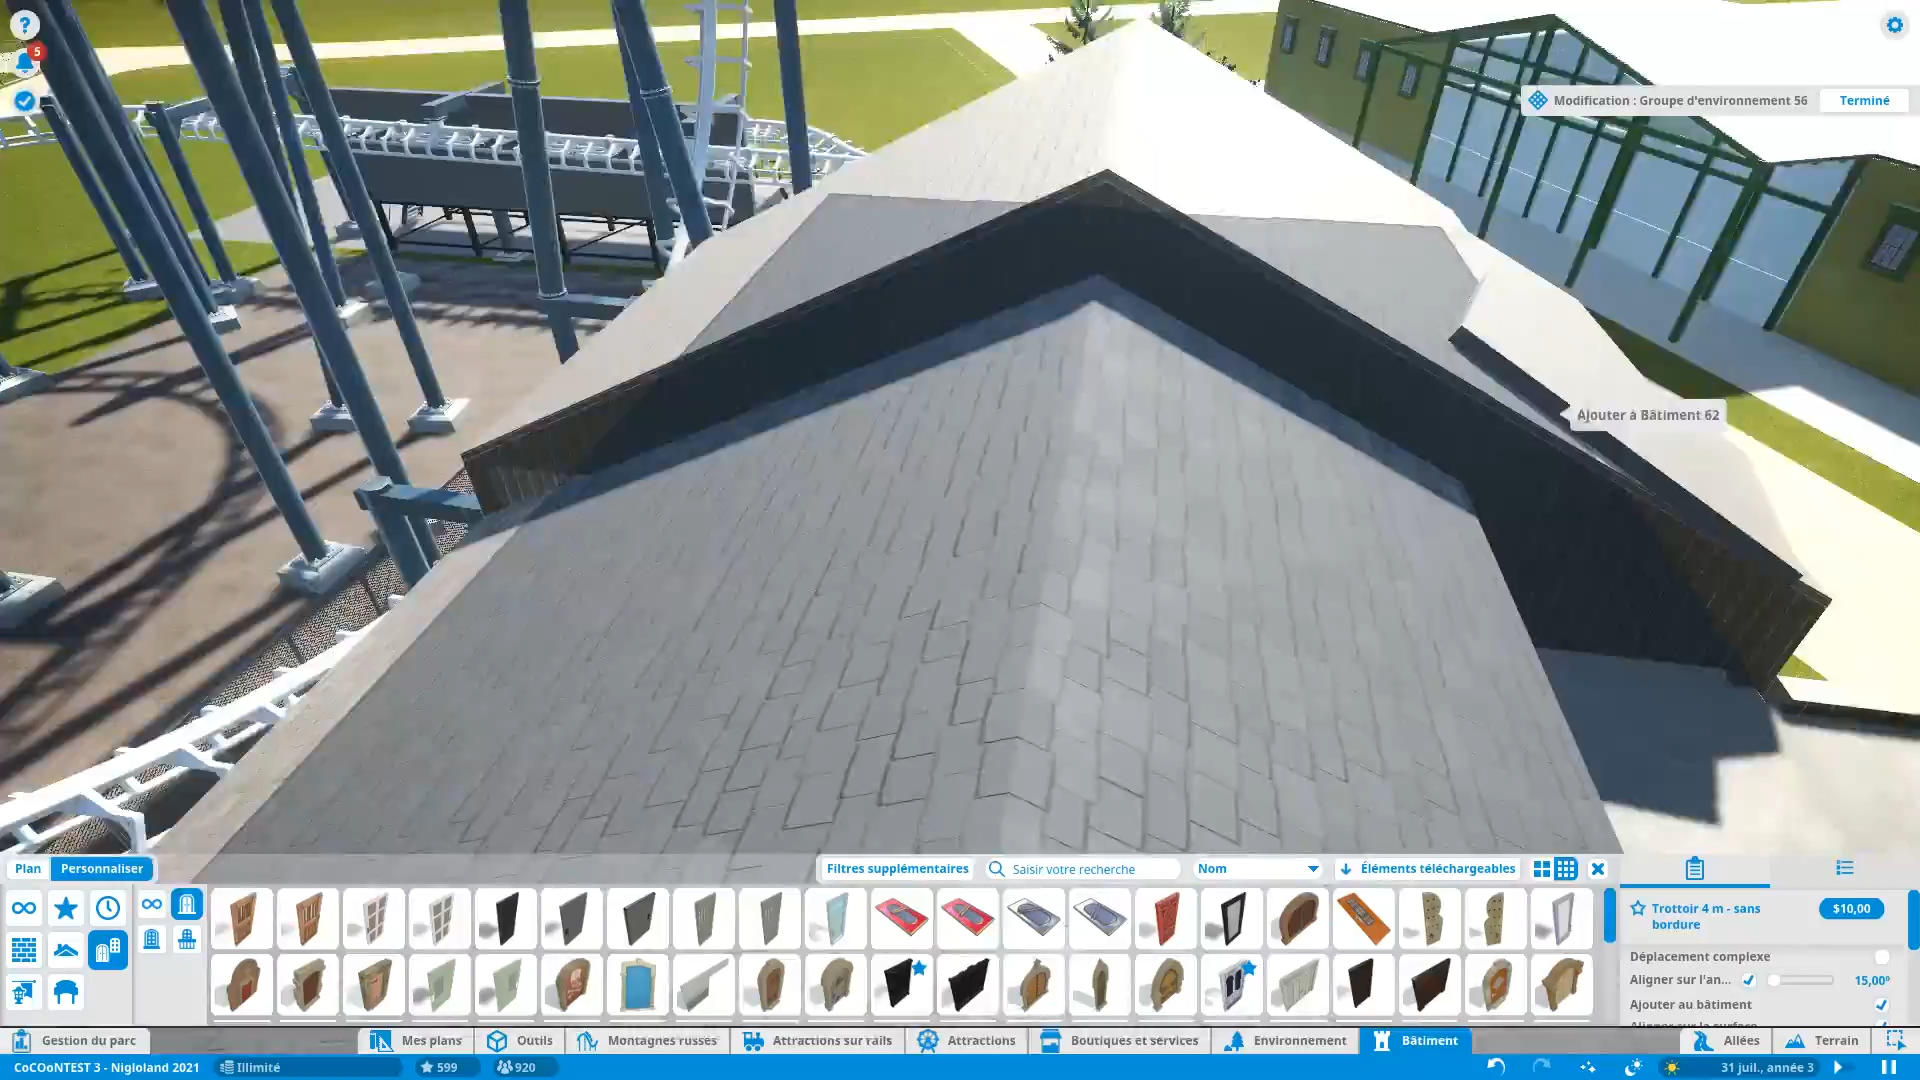 ?
5
Modification : Groupe d'environnement 56
Terminé
Ajouter à Bâtiment 62
Plan
Personnaliser
Filtres supplémentaires
Saisir votre recherche
Nom
Éléments téléchargeables
Trottoir 4 m - sans
bordure
$10,00
Déplacement complexe
Aligner sur l'an...
15,00°
Ajouter au bâtiment
Gestion du parc
Mes plans
Outils
Montagnes russes
Attractions sur rails
Attractions
Boutiques et services
Environnement
Bâtiment
Allées
Terrain
CoCOoNTEST 3 - Nigloland 2021
Illimité
599
920
31 juil., année 3